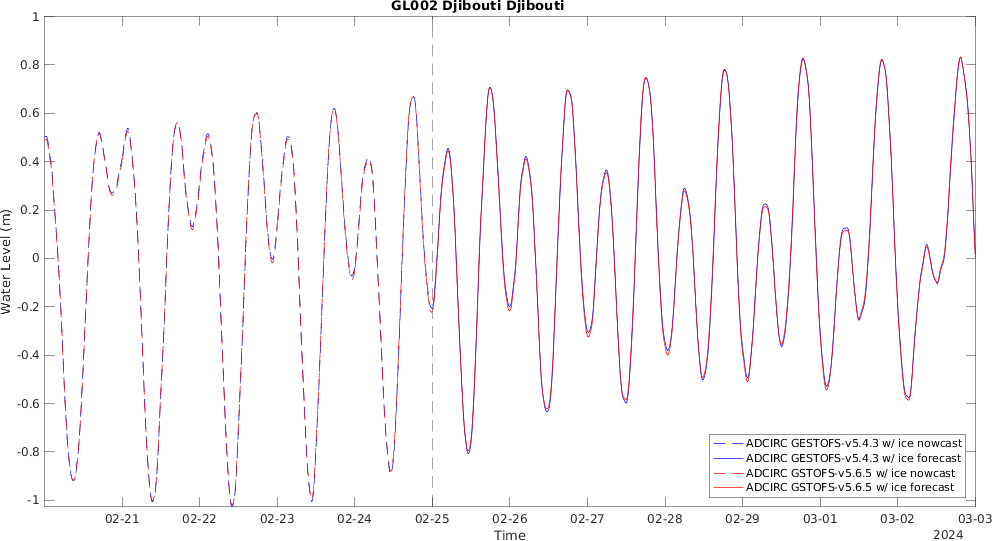 GL002 Djibouti Djibouti
1
0.8
0.6
0.4
0.2
0
-0.2
-0.4
-0.6
-0.8
-1
Water Level (m)
ADCIRC GESTOFS-v5.4.3 w/ ice nowcast
ADCIRC GESTOFS-v5.4.3 w/ ice forecast
ADCIRC GSTOFS-v5.6.5 w/ ice nowcast
ADCIRC GSTOFS-v5.6.5 w/ ice forecast
02-21 02-22 02-23 02-24 02-25 02-26 02-27 02-28 02-29 03-01 03-02 03-03
Time
2024